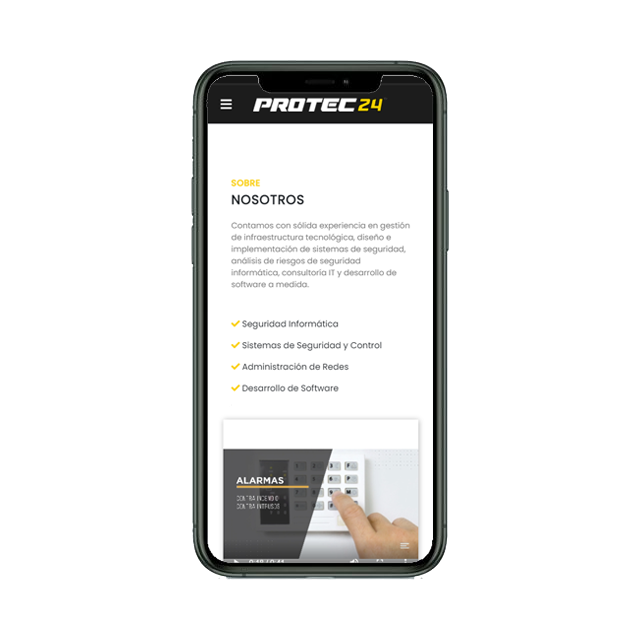 PROTEC 24
SOBRE
NOSOTROS
Contamos con sólida experiencia en gestión
de infraestructura tecnológica, diseño e
implementación de sistemas de seguridad,
análisis de riesgos de seguridad
informática, consultoría IT y desarrollo de
software a medida.
Seguridad Informática
Sistemas de Seguridad y Control
Administración de Redes
Desarrollo de Software
ALARMAS
CONTRA INCENDIO
CONTRA INTRUSOS